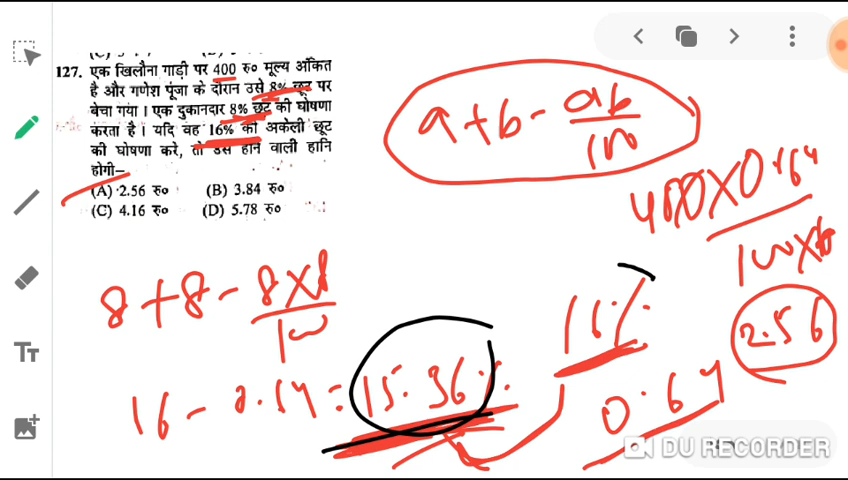 127. एक खिलौना गाड़ी पर 400 रु० मूल्य अंकित
है और गणेश पूजा के दौरान उसे 8% छूट पर
बेचा गया। एक दुकानदार 8% छूट की घोषणा
करता है। यदि वह 16% की अकेली छूट
की घोषणा करे, तो उसे होने वाली हानि
होगी–
(A) 2.56 रु० (B) 3.84 रु०
(C) 4.16 रु० (D) 5.78 रु०
a+b-ab/100
400×0.64
100×
8+8-8×8/100
16%
2.56
16-0.64=15.36%
0.64
DU RECORDER